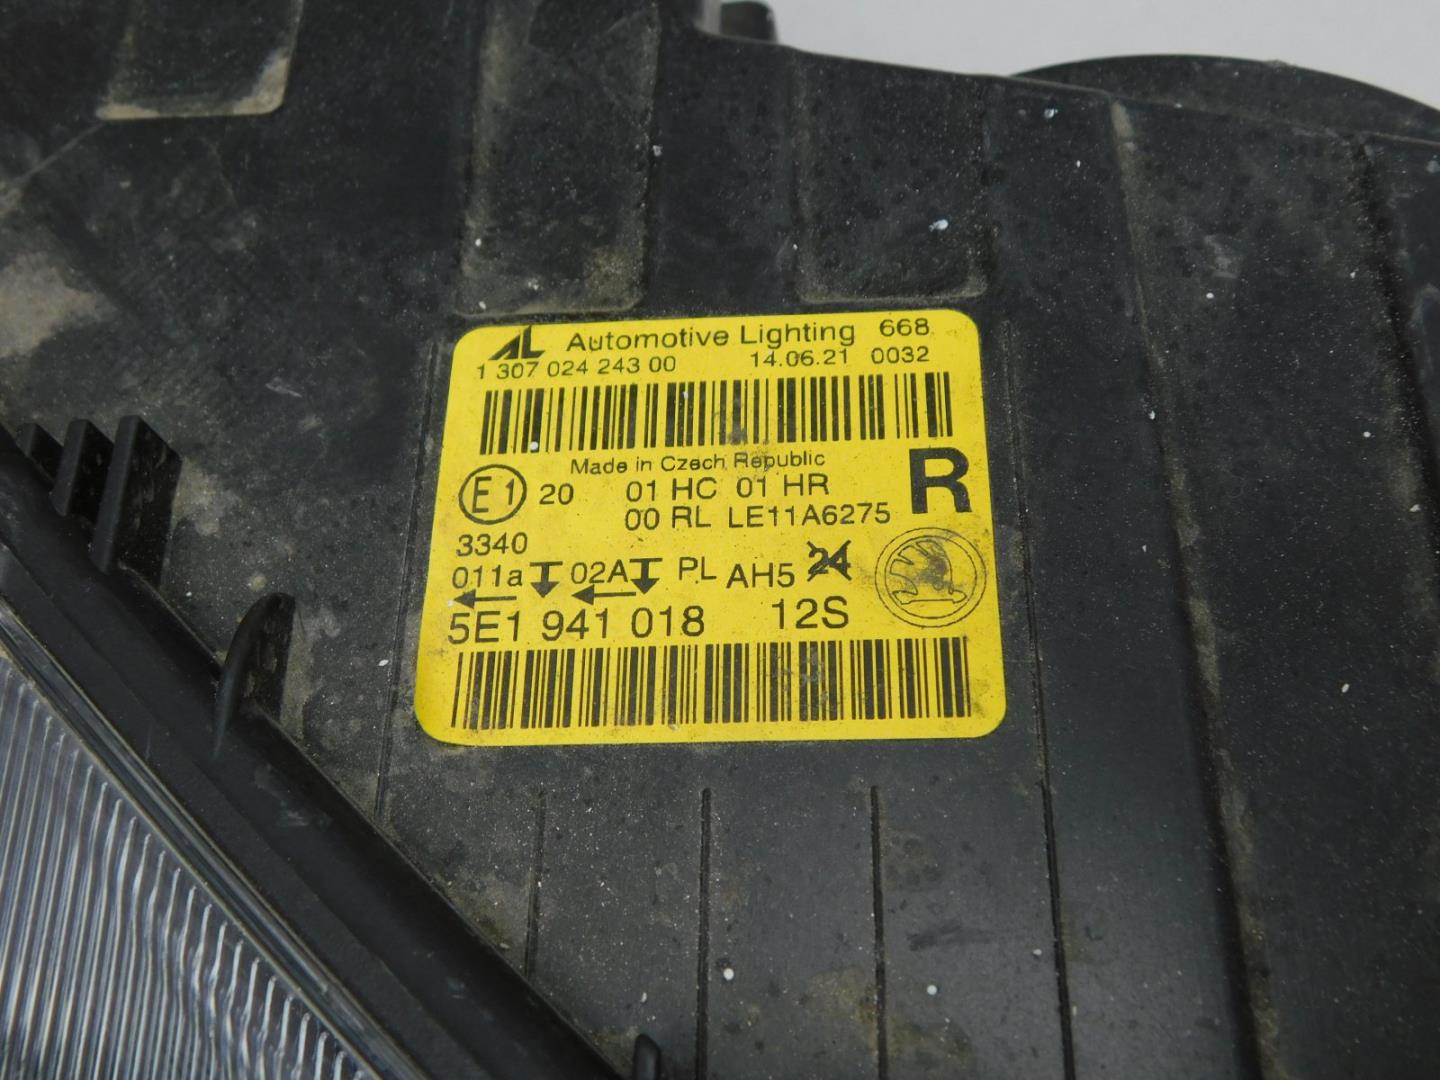 AL Automotive Lighting 668
1 307 024 243 00 14.06.21 0032
Made in Czech Republic
E1 20 01 HC 01 HR R
00 RL LE11A6275
3340
011a 02A PL AH5 24
5E1 941 018 12S